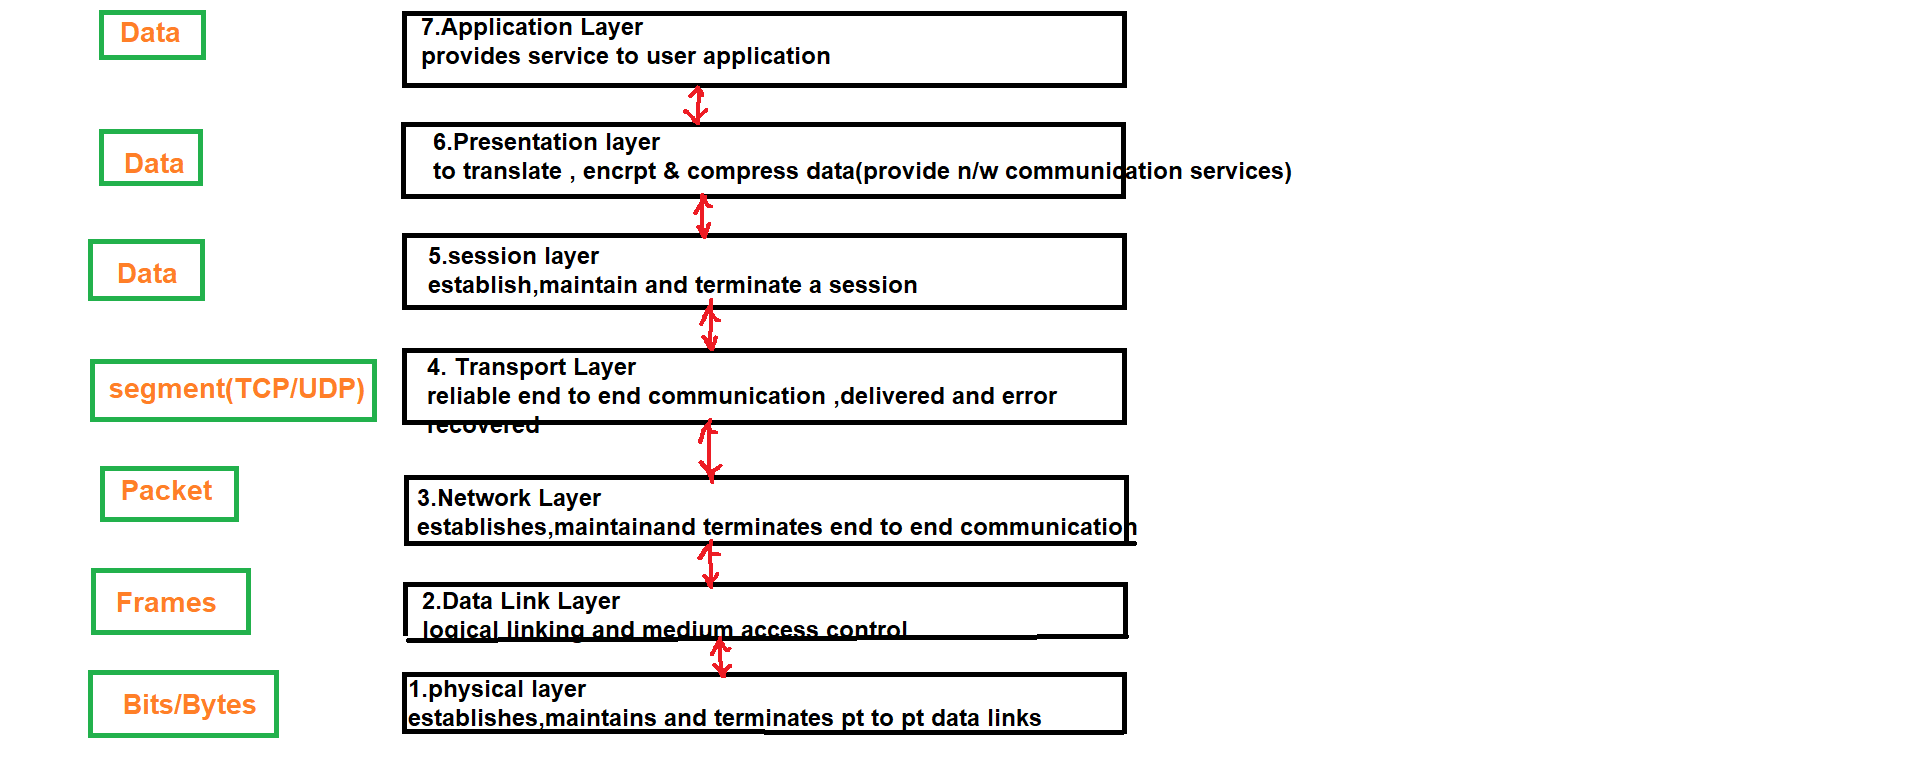 Data
7.Application Layer
provides service to user application
Data
6.Presentation layer
to translate , encrpt & compress data(provide n/w communication services)
Data
5.session layer
establish,maintain and terminate a session
segment(TCP/UDP)
4. Transport Layer
reliable end to end communication ,delivered and error
recovered
Packet
3.Network Layer
establishes,maintainand terminates end to end communication
Frames
2.Data Link Layer
logical linking and medium access control
Bits/Bytes
1.physical layer
establishes,maintains and terminates pt to pt data links